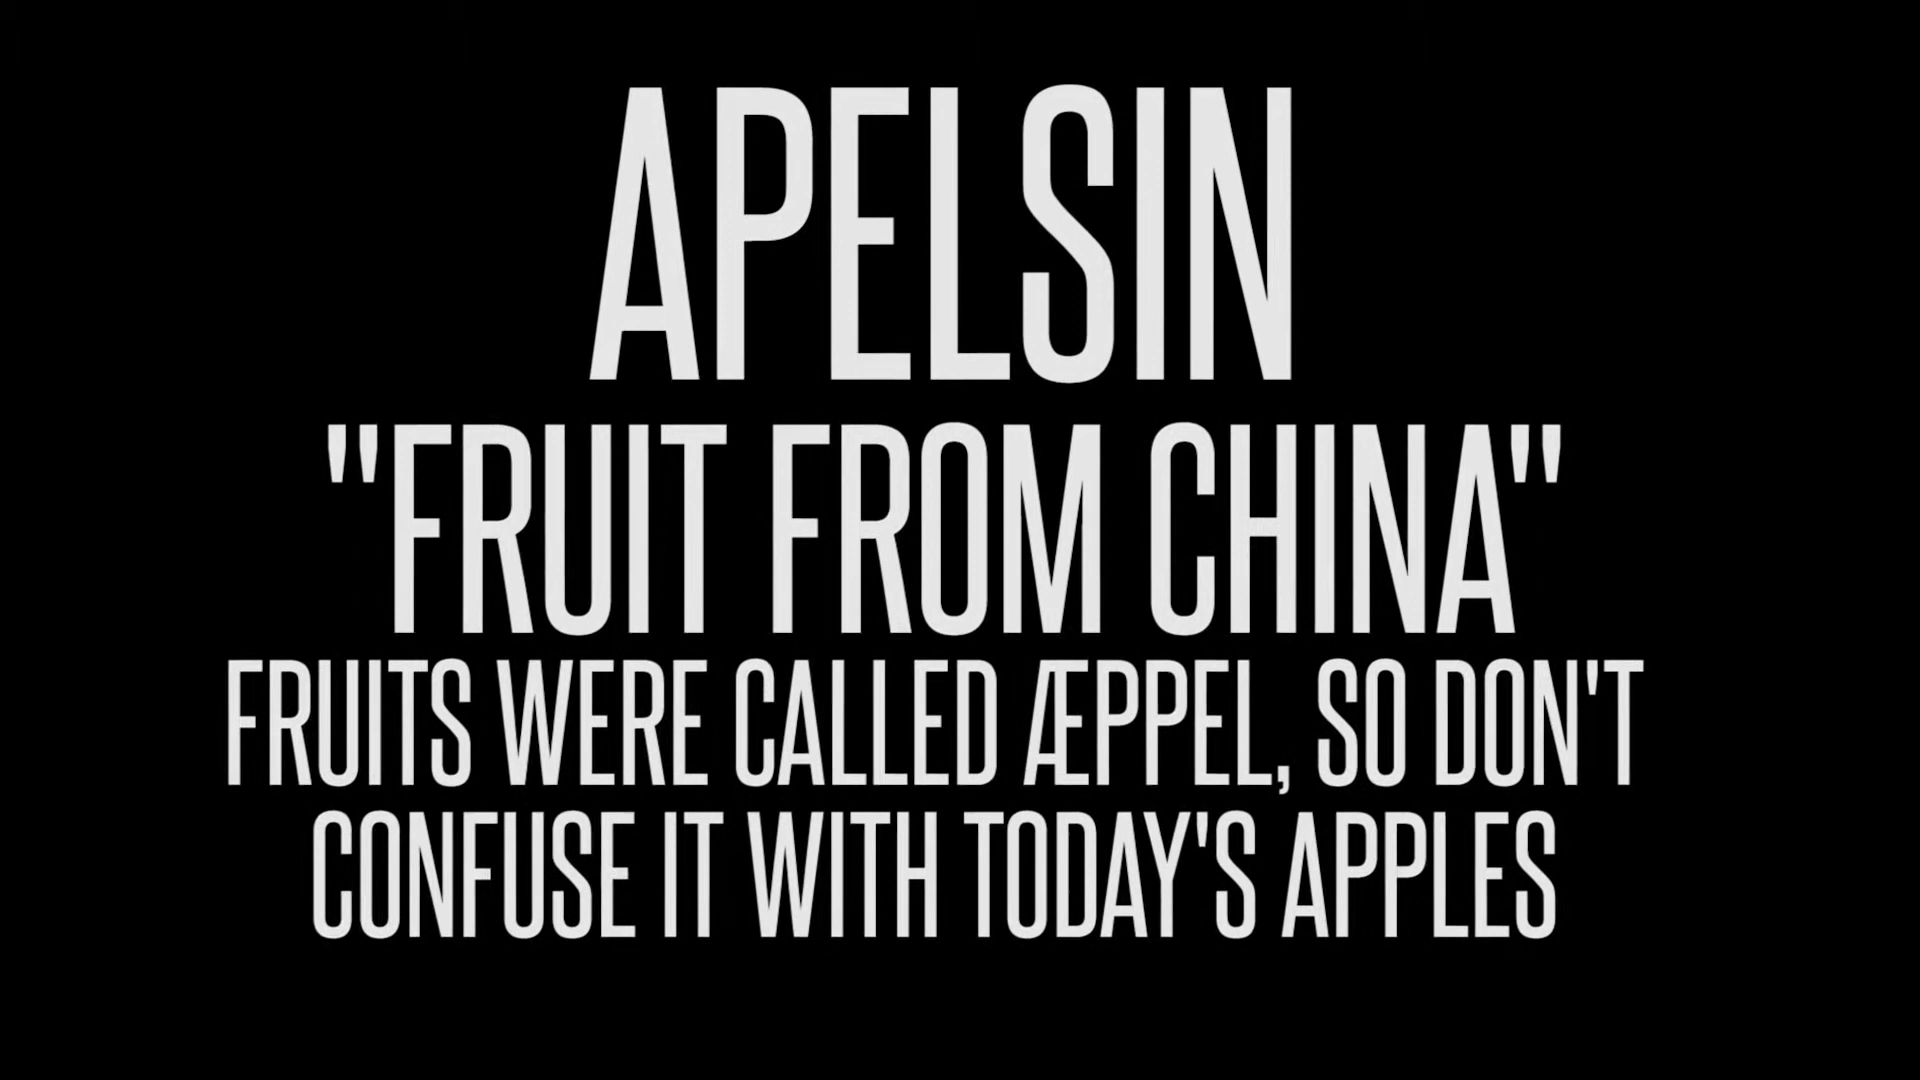 APELSIN
"FRUIT FROM CHINA"
FRUITS WERE CALLED ÆPPEL, SO DON'T
CONFUSE IT WITH TODAY'S APPLES